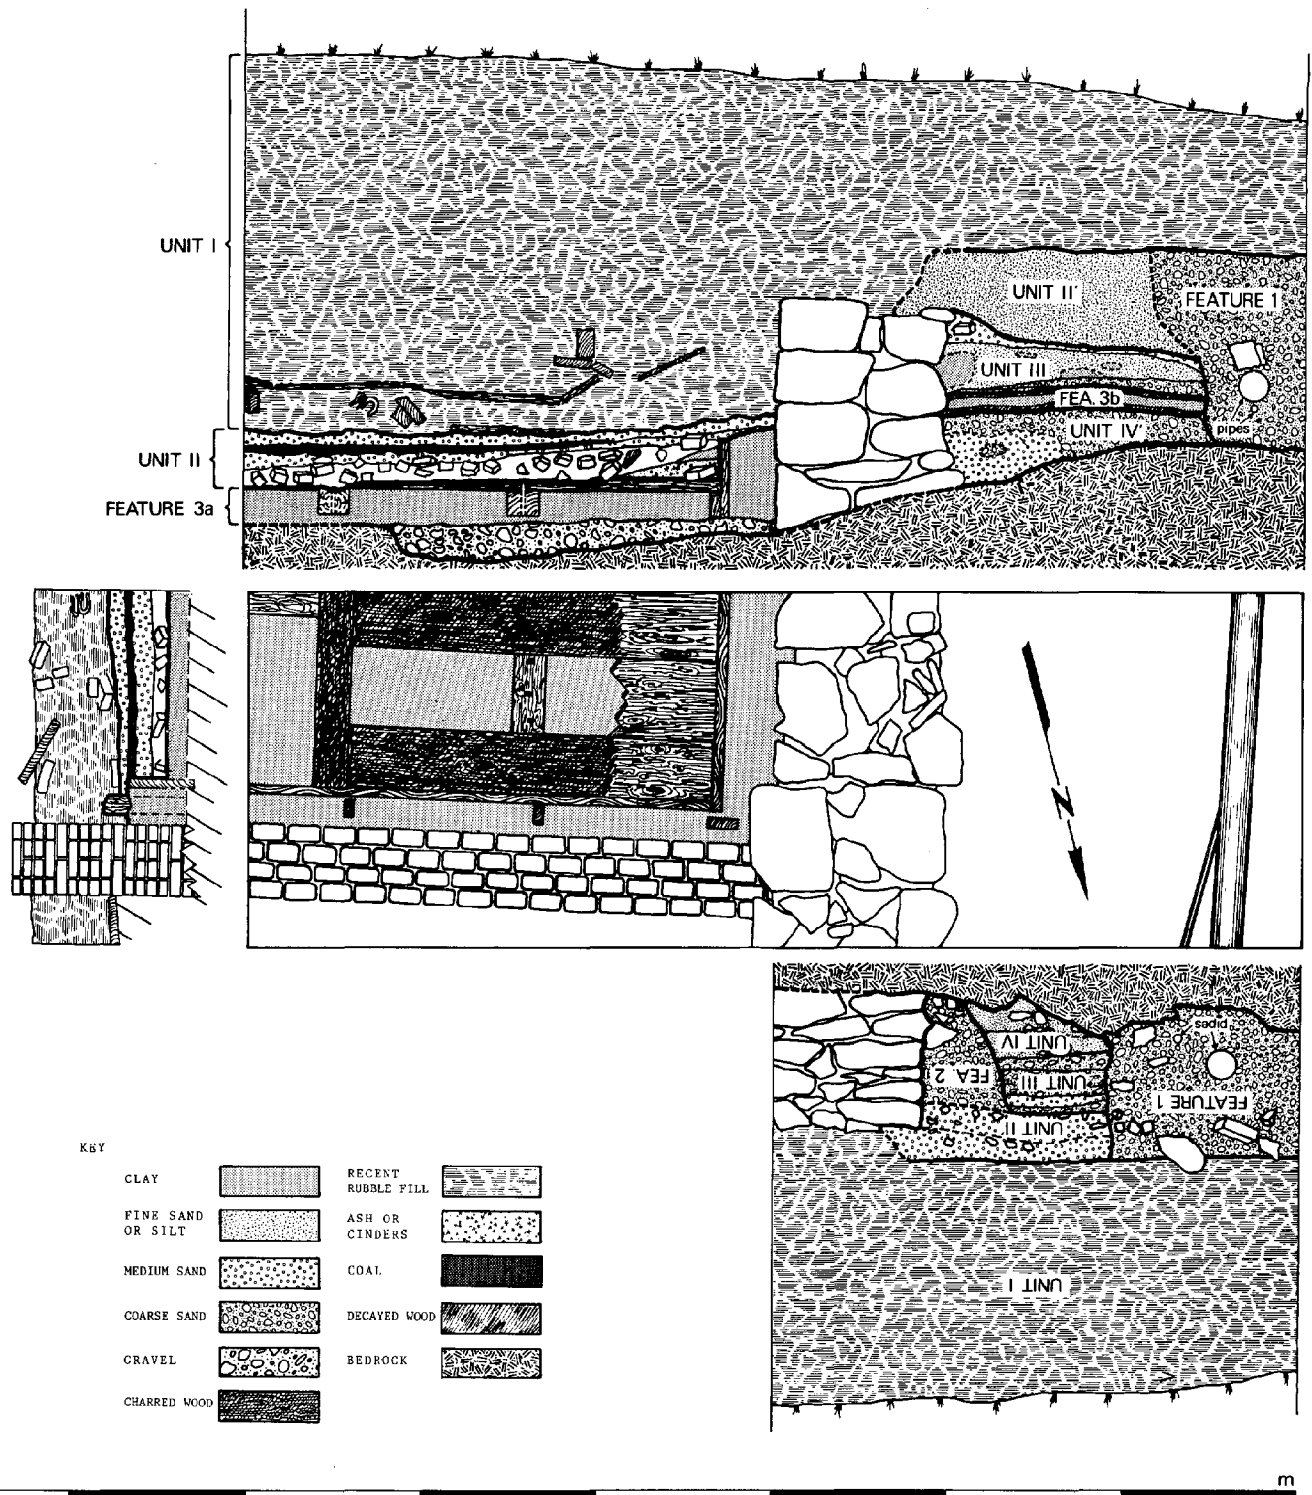 UNIT I
UNIT II'
FEATURE 1
UNIT III
FEA. 3b
UNIT IV'
pipes
UNIT II
FEATURE 3a
N
pipes
UNIT IV
FEA. 2
UNIT III
FEATURE 1
UNIT II
UNIT I
KEY
CLAY
RECENT
RUBBLE FILL
FINE SAND
OR SILT
ASH OR
CINDERS
MEDIUM SAND
COAL
COARSE SAND
DECAYED WOOD
GRAVEL
BEDROCK
CHARRED WOOD
m